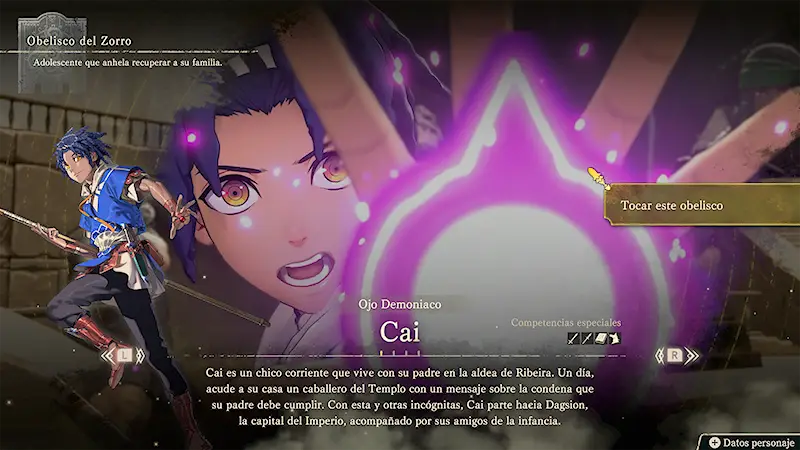 Obelisco del Zorro
Adolescente que anhela recuperar a su familia.
Tocar este obelisco
Ojo Demoniaco
Cai
Competencias especiales
L
R
Cai es un chico corriente que vive con su padre en la aldea de Ribeira. Un día,
acude a su casa un caballero del Templo con un mensaje sobre la condena que
su padre debe cumplir. Con esta y otras incógnitas, Cai parte hacia Dagsion,
la capital del Imperio, acompañado por sus amigos de la infancia.
Datos personaje